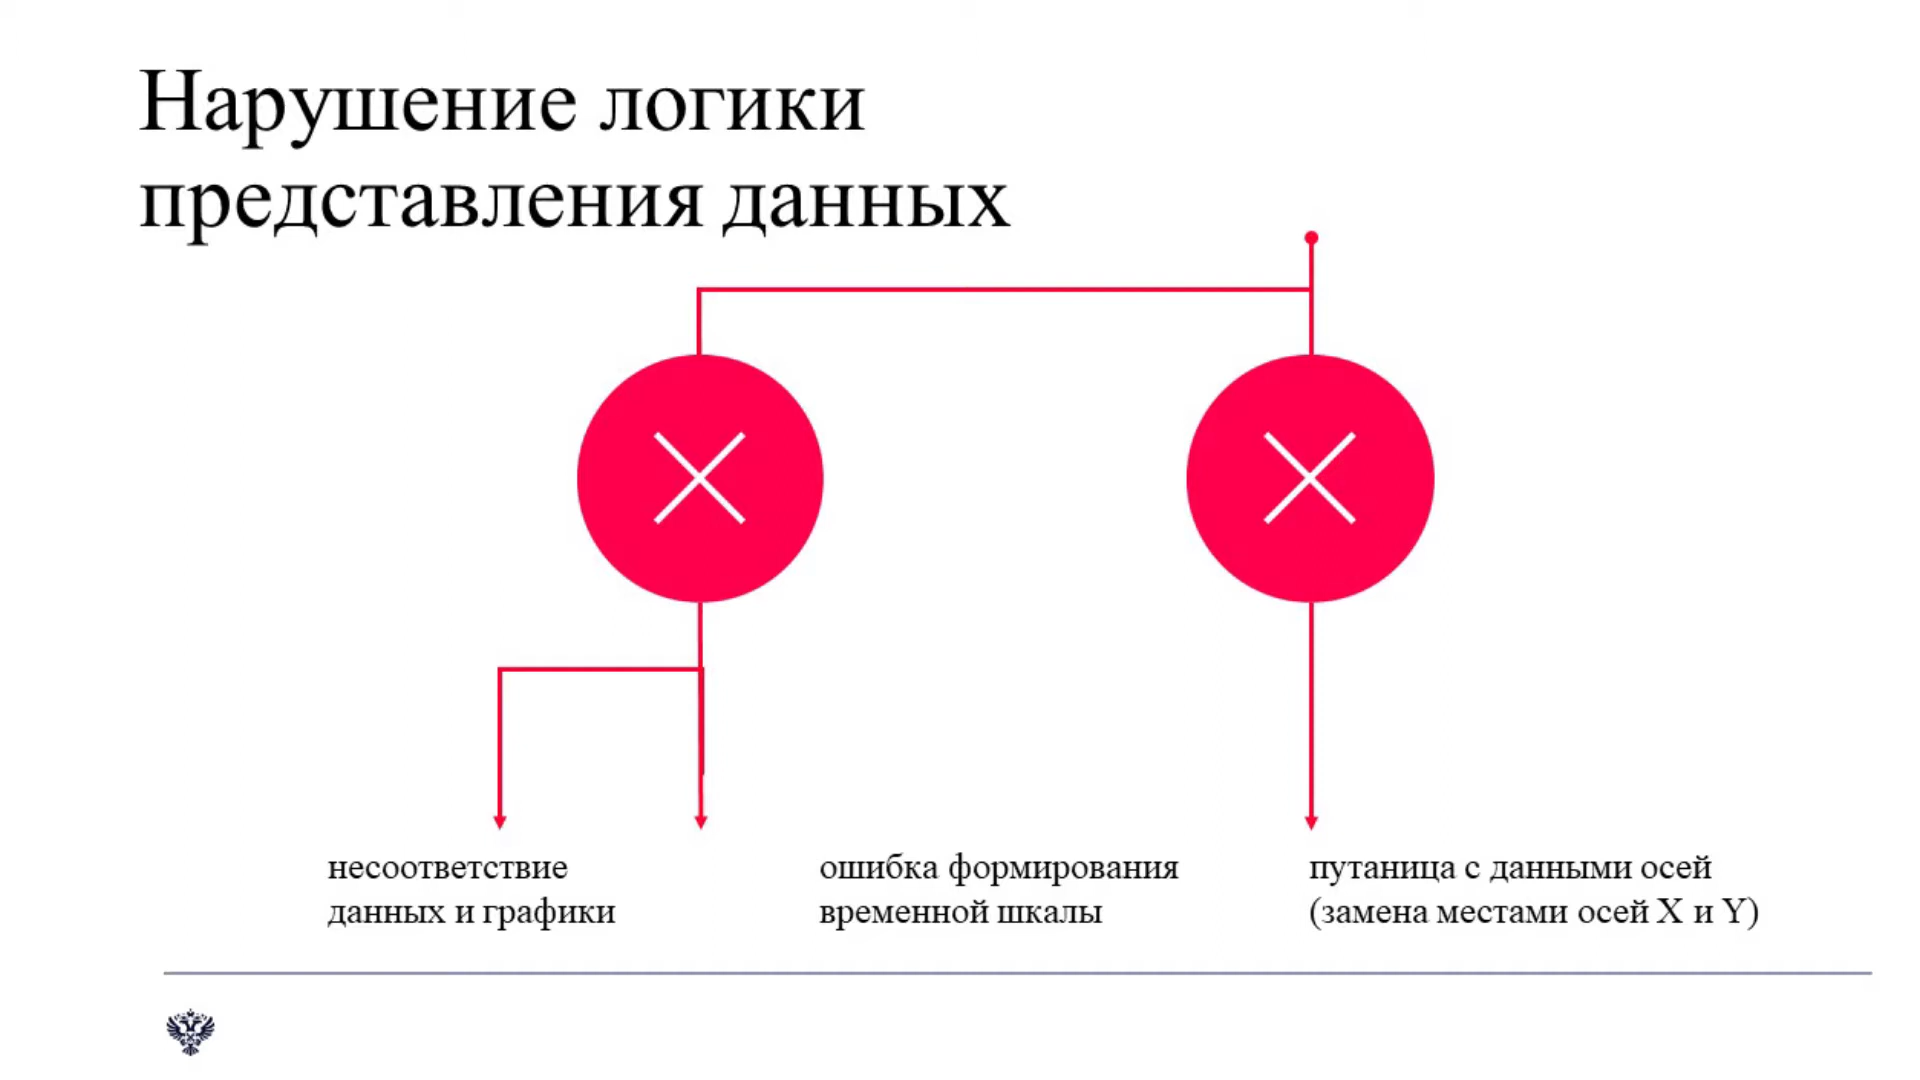 Нарушение логики
представления данных
несоответствие
данных и графики
ошибка формирования
временной шкалы
путаница с данными осей
(замена местами осей X и Y)